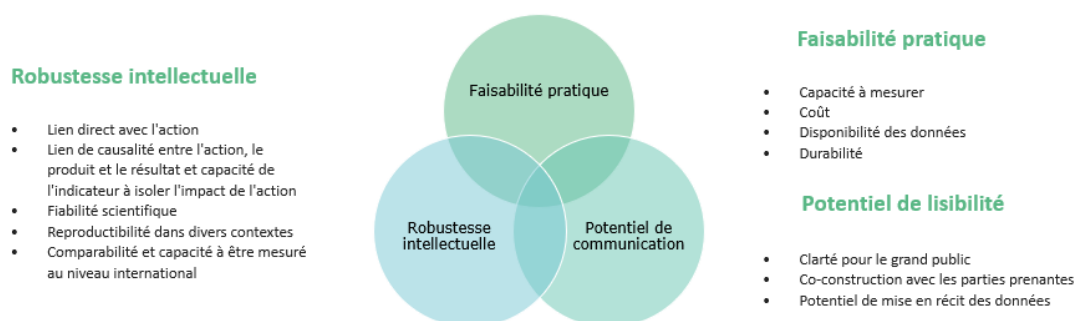 Robustesse intellectuelle
• Lien direct avec l'action
• Lien de causalité entre l'action, le
produit et le résultat et capacité de
l'indicateur à isoler l'impact de l'action
• Fiabilité scientifique
• Reproductibilité dans divers contextes
• Comparabilité et capacité à être mesuré
au niveau international
Faisabilité pratique
Robustesse
intellectuelle
Potentiel de
communication
Faisabilité pratique
• Capacité à mesurer
• Coût
• Disponibilité des données
• Durabilité
Potentiel de lisibilité
• Clarté pour le grand public
• Co-construction avec les parties prenantes
• Potentiel de mise en récit des données